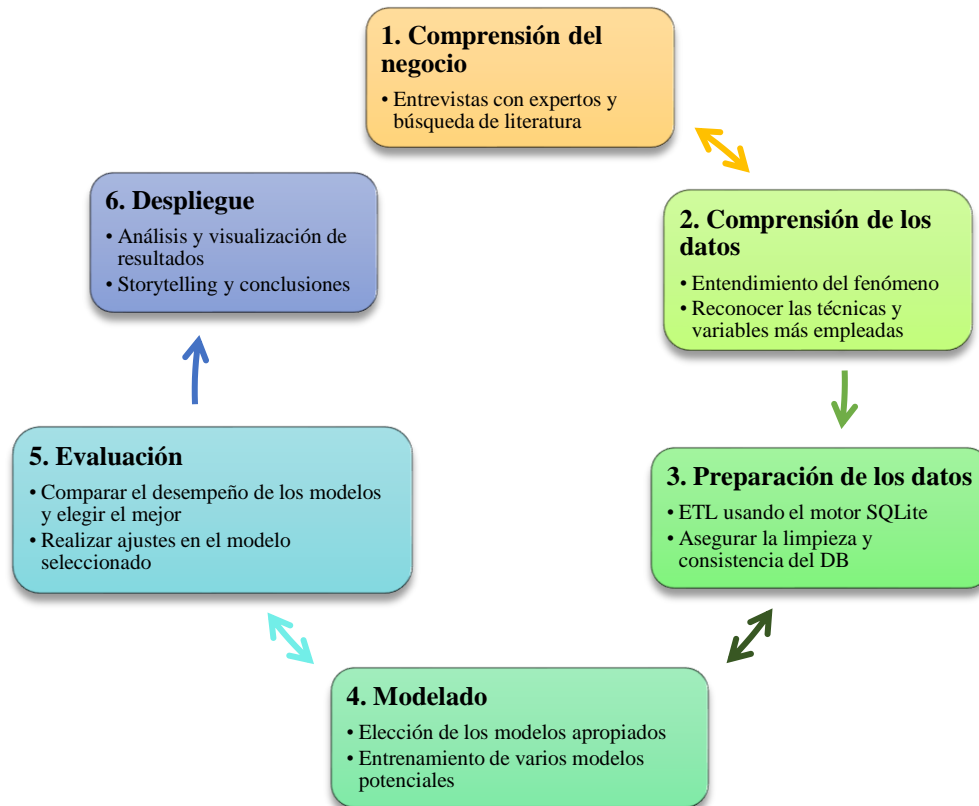 1. Comprensión del
negocio
• Entrevistas con expertos y
búsqueda de literatura
2. Comprensión de los
datos
• Entendimiento del fenómeno
• Reconocer las técnicas y
variables más empleadas
3. Preparación de los datos
• ETL usando el motor SQLite
• Asegurar la limpieza y
consistencia del DB
4. Modelado
• Elección de los modelos apropiados
• Entrenamiento de varios modelos
potenciales
5. Evaluación
• Comparar el desempeño de los modelos
y elegir el mejor
• Realizar ajustes en el modelo
seleccionado
6. Despliegue
• Análisis y visualización de
resultados
• Storytelling y conclusiones